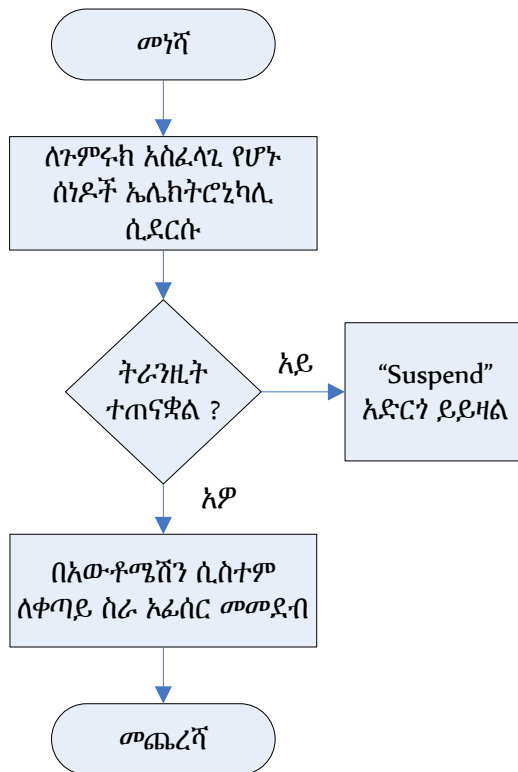 መነሻ
ለጉምሩክ አስፈላጊ የሆኑ
ሰነዶች ኤሌክትሮኒካሊ
ሲደርሱ
ትራንዚት
ተጠናቋል ?
አይ
“Suspend”
አድርጎ ይይዛል
አዎ
በአውቶሜሽን ሲስተም
ለቀጣይ ስራ ኦፊሰር መመደብ
መጨረሻ